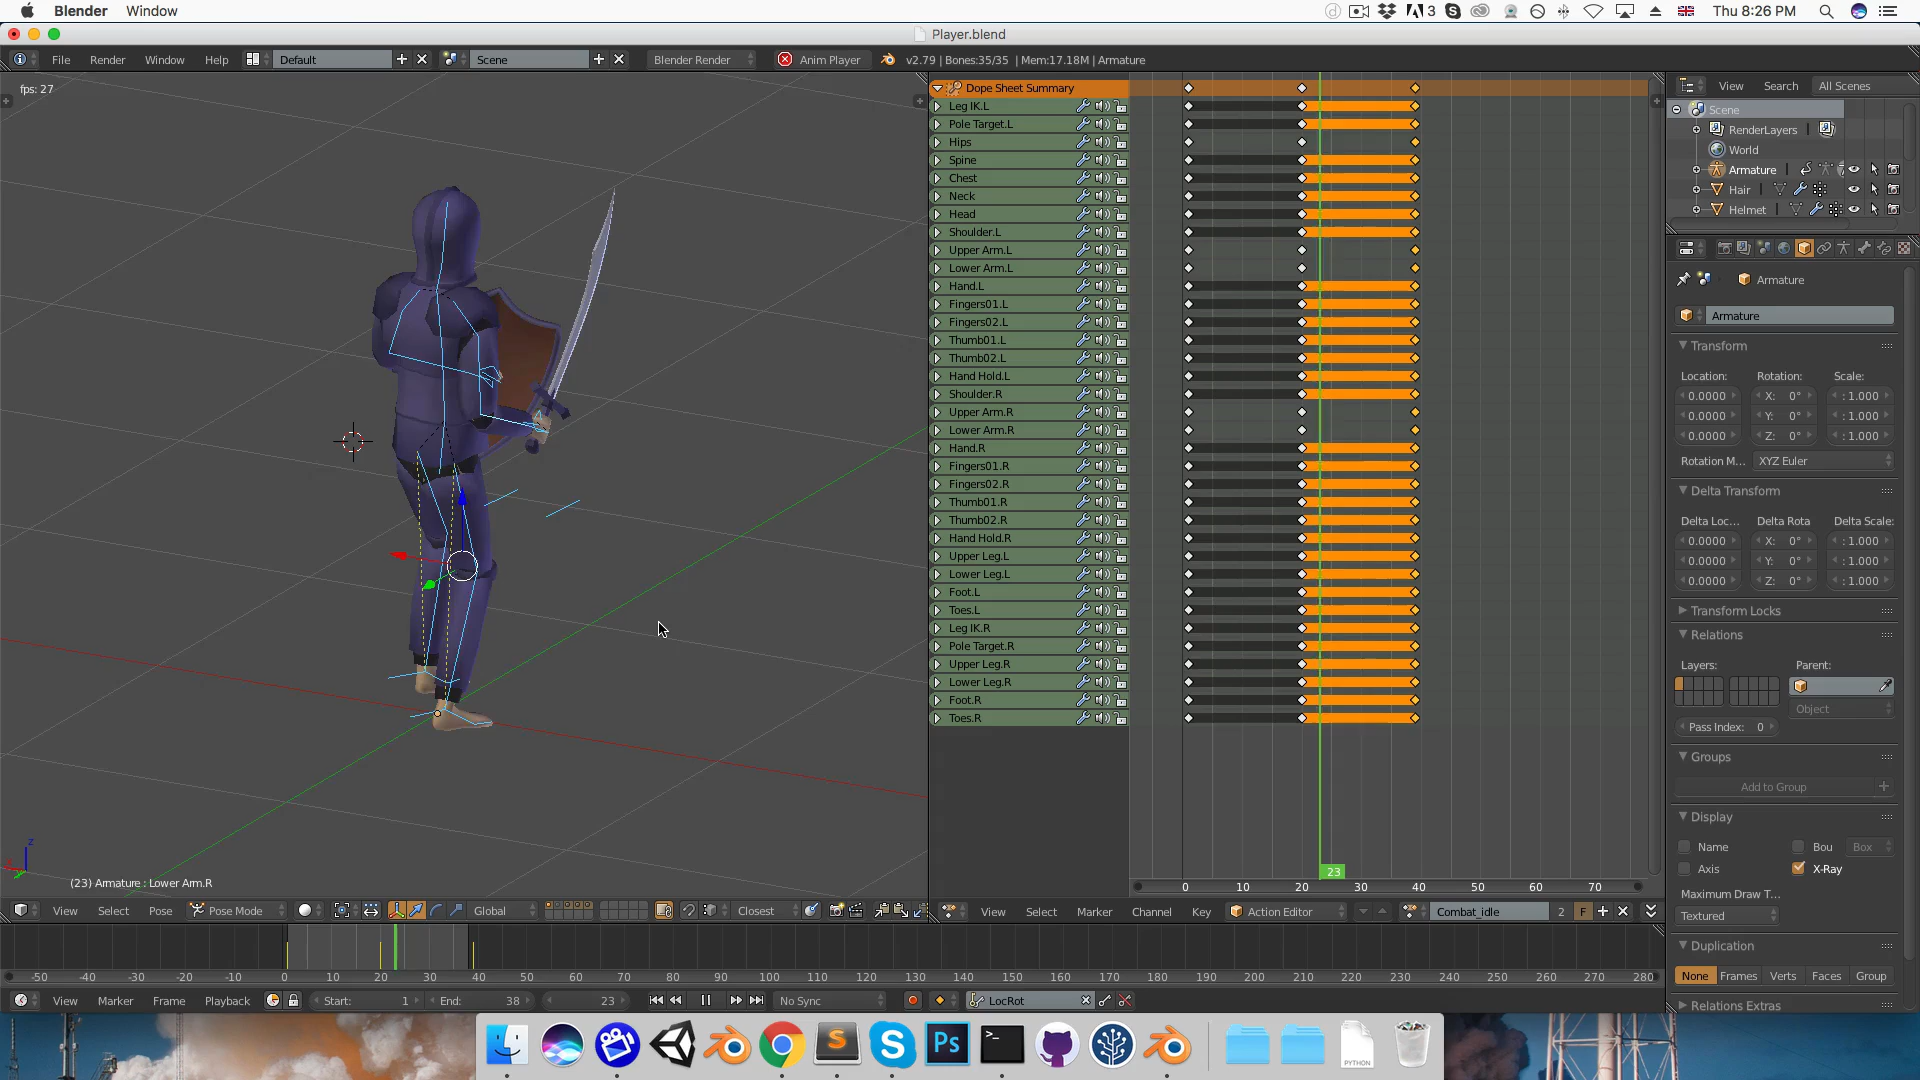 Blender Window
3
Thu 8:26 PM
Player.blend
File Render Window Help
Default
Scene
Blender Render
Anim Player
v2.79 | Bones:35/35 | Mem:17.18M | Armature
fps: 27
(23) Armature : Lower Arm.R
View Select Pose
Pose Mode
Global
Closest
Dope Sheet Summary
Leg IK.L
Pole Target.L
Hips
Spine
Chest
Neck
Head
Shoulder.L
Upper Arm.L
Lower Arm.L
Hand.L
Fingers01.L
Fingers02.L
Thumb01.L
Thumb02.L
Hand Hold.L
Shoulder.R
Upper Arm.R
Lower Arm.R
Hand.R
Fingers01.R
Fingers02.R
Thumb01.R
Thumb02.R
Hand Hold.R
Upper Leg.L
Lower Leg.L
Foot.L
Toes.L
Leg IK.R
Pole Target.R
Upper Leg.R
Lower Leg.R
Foot.R
Toes.R
23
0 10 20 30 40 50 60 70
View Select Marker Channel Key
Action Editor
Combat_idle
2 F
View Search All Scenes
Scene
RenderLayers
World
Armature
Hair
Helmet
Armature
Armature
Transform
Location: Rotation: Scale:
0.0000 X: 0° : 1.000
0.0000 Y: 0° : 1.000
0.0000 Z: 0° : 1.000
Rotation M... XYZ Euler
Delta Transform
Delta Loc... Delta Rota Delta Scale:
0.0000 X: 0° : 1.000
0.0000 Y: 0° : 1.000
0.0000 Z: 0° : 1.000
Transform Locks
Relations
Layers: Parent:
Object
Pass Index: 0
Groups
Add to Group
Display
Name Bou Box
Axis X-Ray
Maximum Draw T...
Textured
Duplication
None Frames Verts Faces Group
Relations Extras
-50 -40 -30 -20 -10 0 10 20 30 40 50 60 70 80 90 100 110 120 130 140 150 160 170 180 190 200 210 220 230 240 250 260 270 280
View Marker Frame Playback
Start: 1
End: 38
23
No Sync
LocRot
S
S
Ps
PYTHON